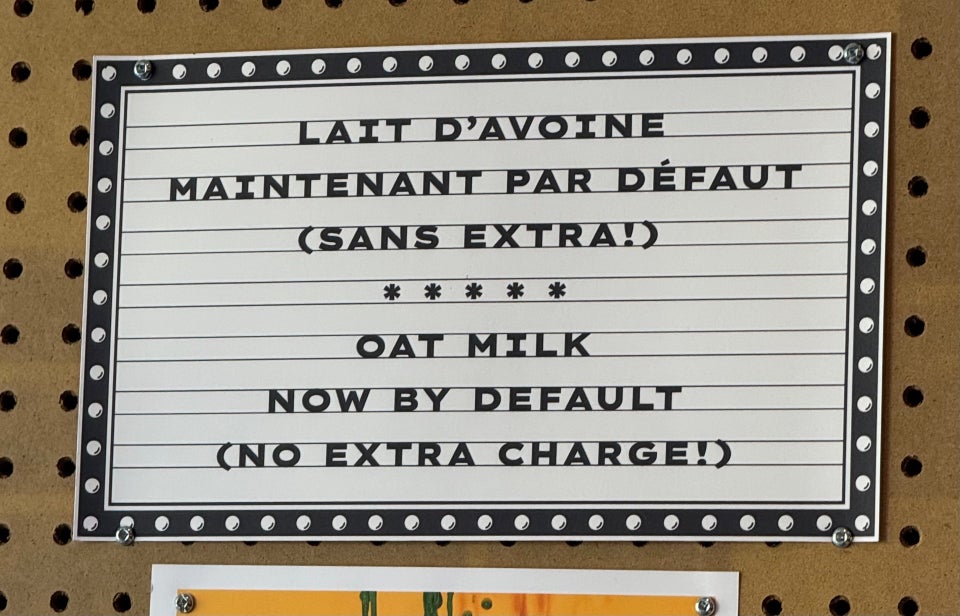 LAIT D'AVOINE
MAINTENANT PAR DÉFAUT
(SANS EXTRA!)
* * * * *
OAT MILK
NOW BY DEFAULT
(NO EXTRA CHARGE!)